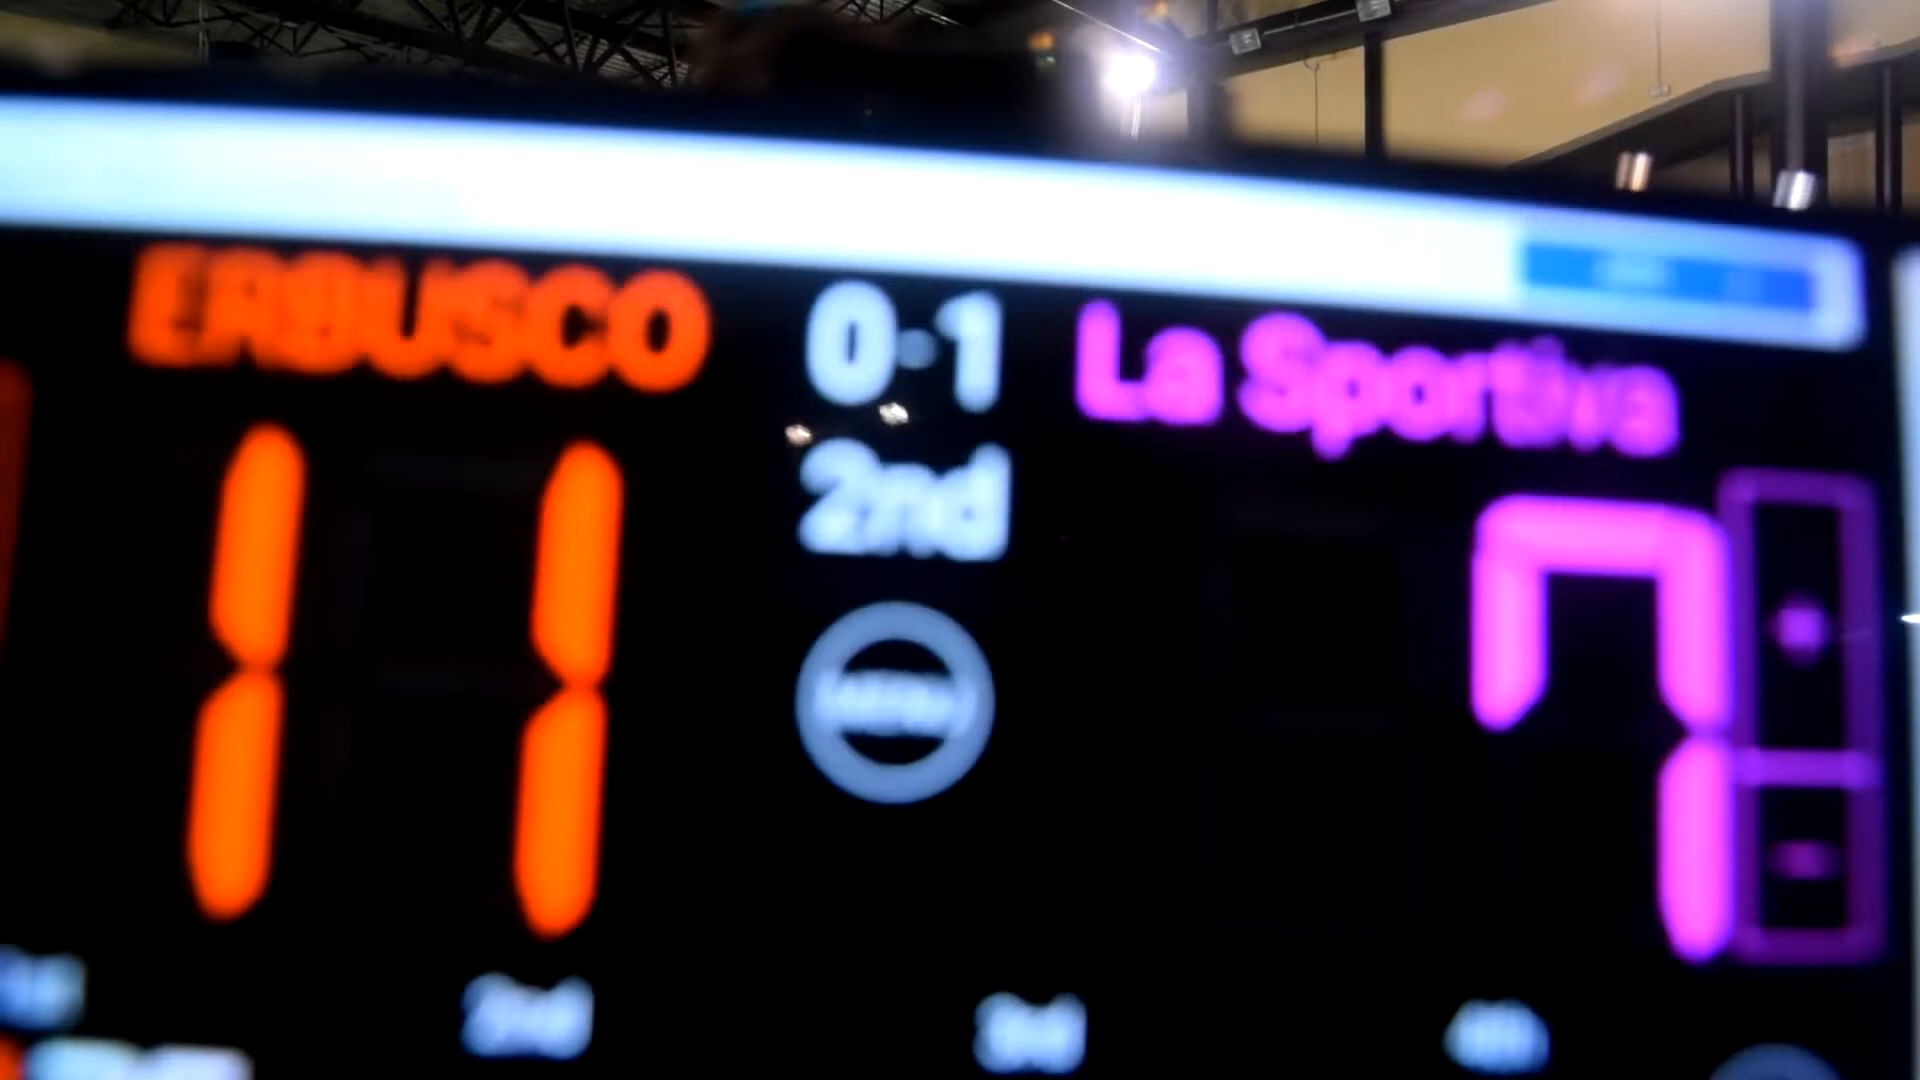 ERBUSCO
0-1
La Sportiva
2nd
11
7
+
-
2nd
3rd
4th